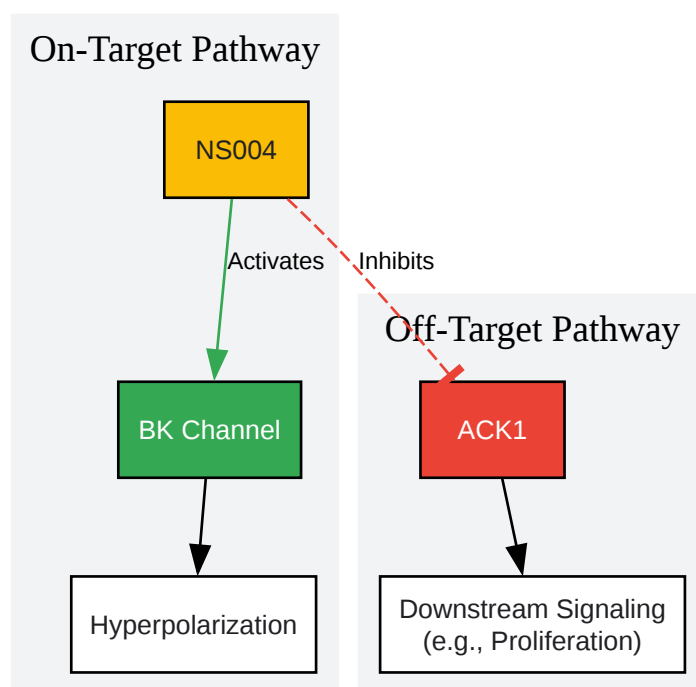 On-Target Pathway
NS004
Activates
Inhibits
Off-Target Pathway
BK Channel
ACK1
Hyperpolarization
Downstream Signaling
(e.g., Proliferation)